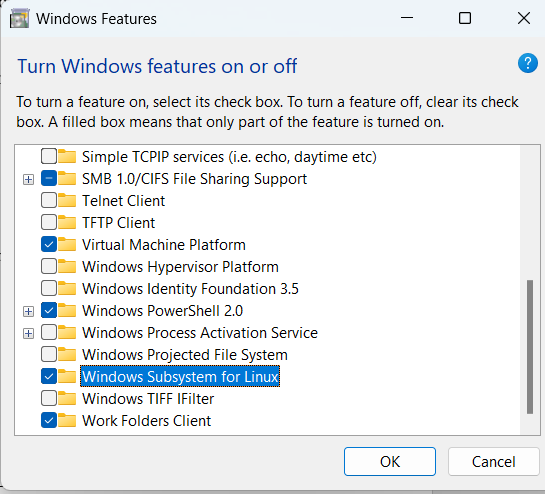 Windows Features
Turn Windows features on or off
?
To turn a feature on, select its check box. To turn a feature off, clear its check
box. A filled box means that only part of the feature is turned on.
Simple TCPIP services (i.e. echo, daytime etc)
SMB 1.0/CIFS File Sharing Support
Telnet Client
TFTP Client
Virtual Machine Platform
Windows Hypervisor Platform
Windows Identity Foundation 3.5
Windows PowerShell 2.0
Windows Process Activation Service
Windows Projected File System
Windows Subsystem for Linux
Windows TIFF IFilter
Work Folders Client
OK
Cancel